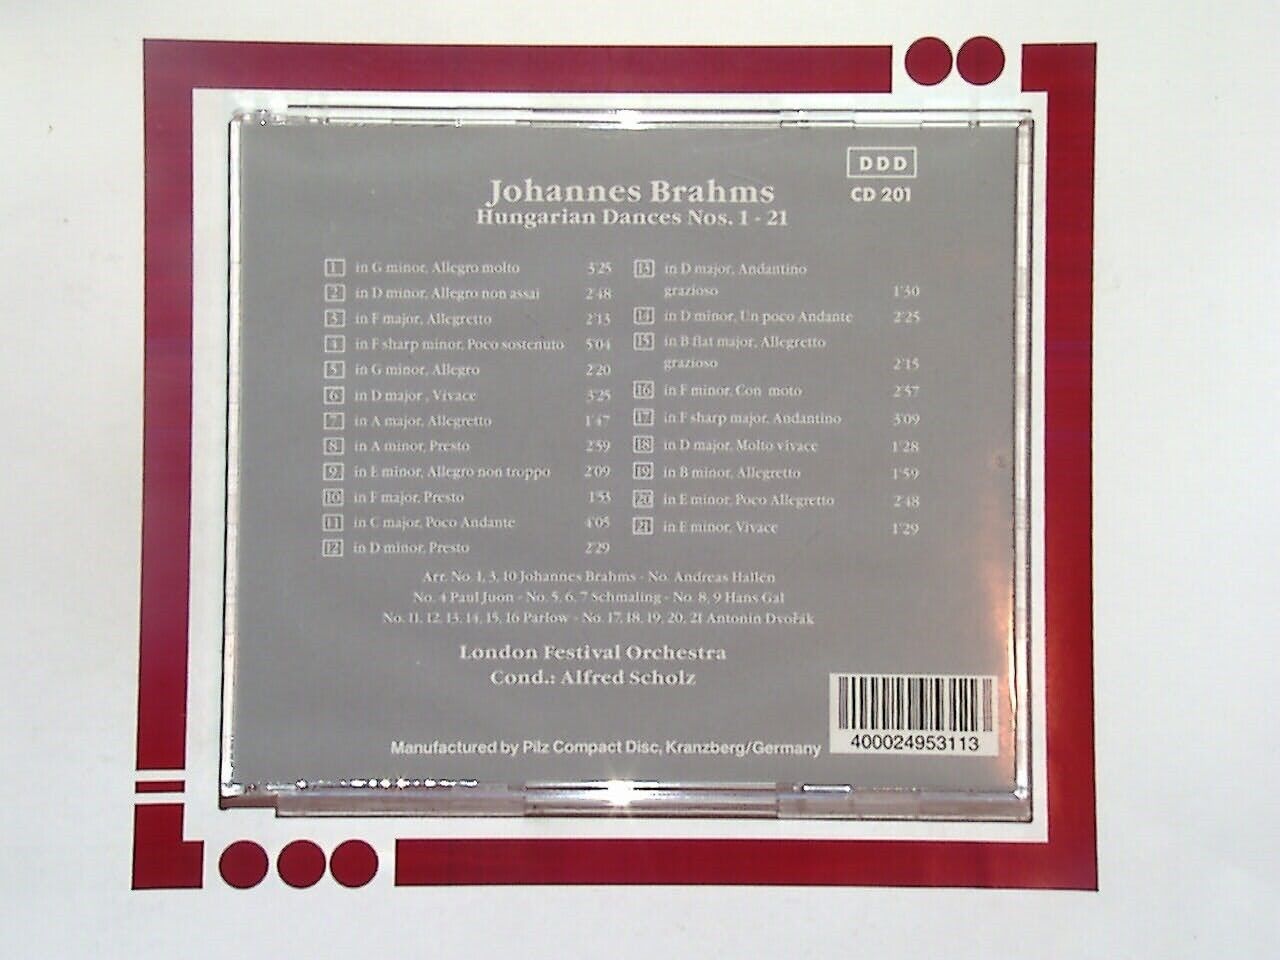 DDD
CD 201
Johannes Brahms
Hungarian Dances Nos. 1 - 21
1 in G minor, Allegro molto 3'25
2 in D minor, Allegro non assai 2'48
3 in F major, Allegretto 2'13
4 in F sharp minor, Poco sostenuto 5'04
5 in G minor, Allegro 2'20
6 in D major , Vivace 3'25
7 in A major, Allegretto 1'47
8 in A minor, Presto 2'59
9 in E minor, Allegro non troppo 2'09
10 in F major, Presto 1'53
11 in C major, Poco Andante 4'05
12 in D minor, Presto 2'29
13 in D major, Andantino
grazioso 1'30
14 in D minor, Un poco Andante 2'25
15 in B flat major, Allegretto
grazioso 2'15
16 in F minor, Con moto 2'57
17 in F sharp major, Andantino 3'09
18 in D major, Molto vivace 1'28
19 in B minor, Allegretto 1'59
20 in E minor, Poco Allegretto 2'48
21 in E minor, Vivace 1'29
Arr. No. 1, 3, 10 Johannes Brahms - No. Andreas Hallén
No. 4 Paul Juon - No. 5, 6, 7 Schmaling - No. 8, 9 Hans Gal
No. 11, 12, 13, 14, 15, 16 Parlow - No. 17, 18, 19, 20, 21 Antonin Dvořák
London Festival Orchestra
Cond.: Alfred Scholz
Manufactured by Pilz Compact Disc, Kranzberg/Germany
400024953113